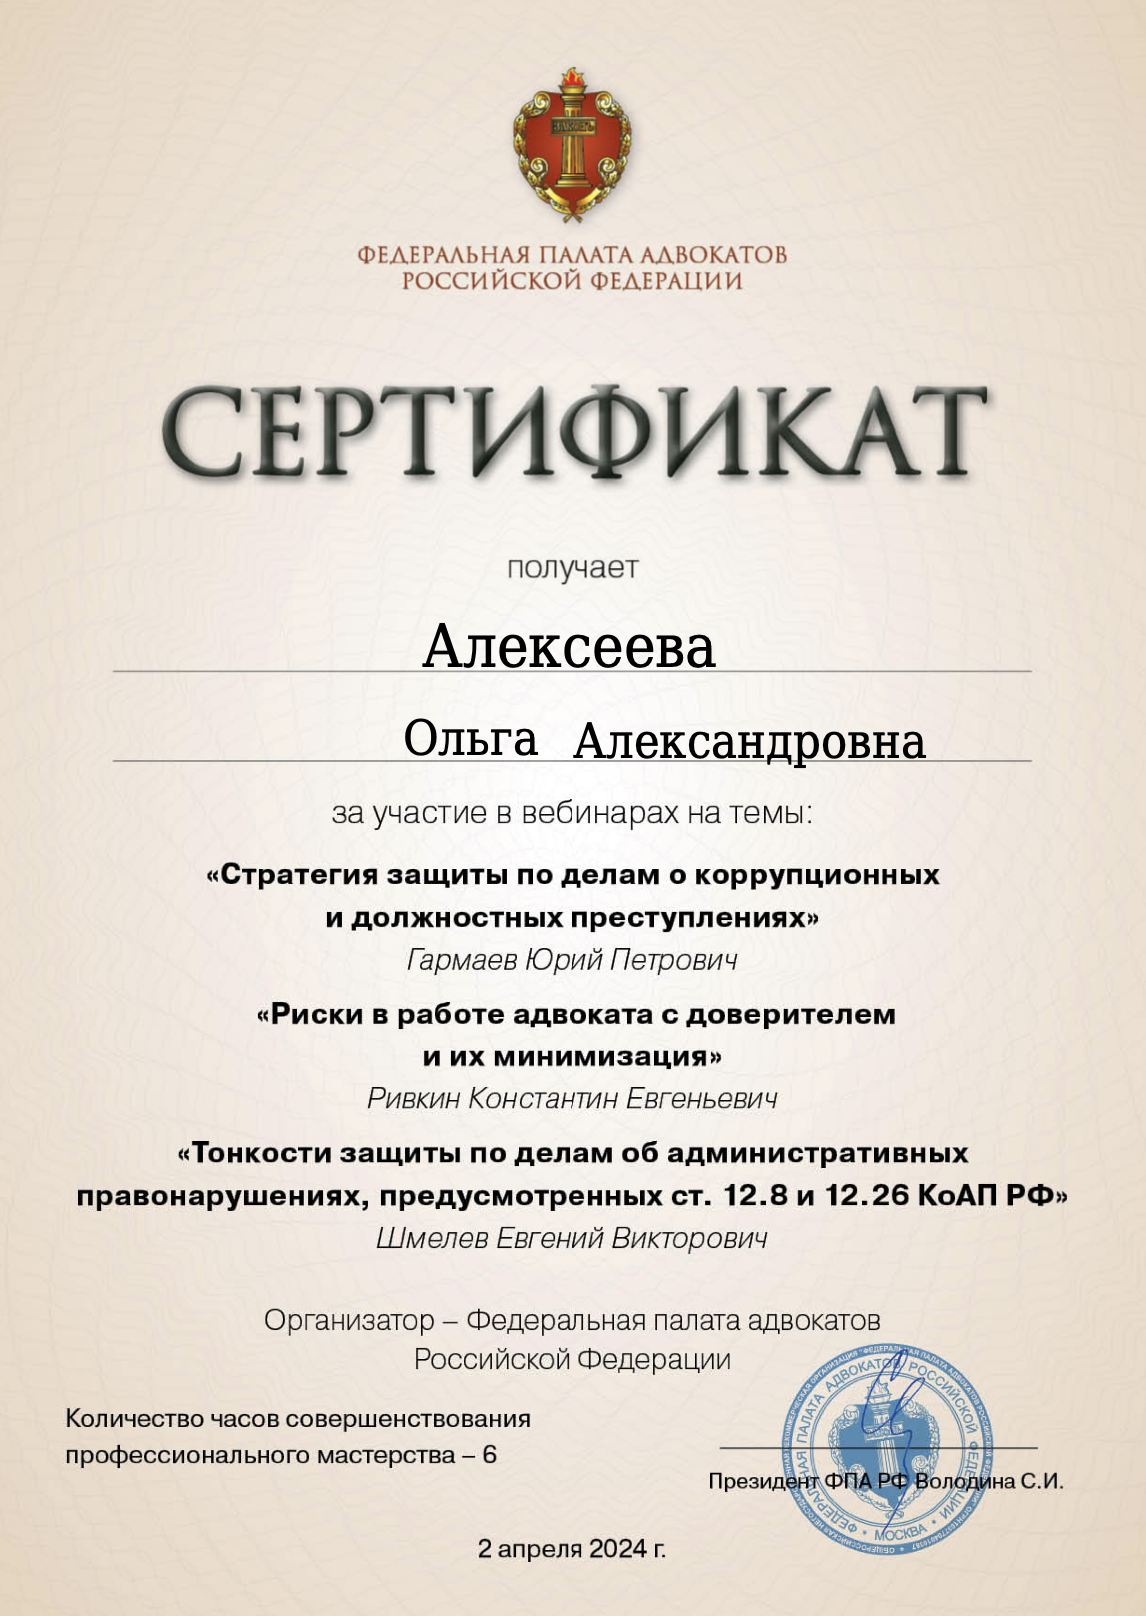 ЗАКОНЪ
ФЕДЕРАЛЬНАЯ ПАЛАТА АДВОКАТОВ
РОССИЙСКОЙ ФЕДЕРАЦИИ
СЕРТИФИКАТ
получает
Алексеева
Ольга Александровна
за участие в вебинарах на темы:
«Стратегия защиты по делам о коррупционных
и должностных преступлениях»
Гармаев Юрий Петрович
«Риски в работе адвоката с доверителем
и их минимизация»
Ривкин Константин Евгеньевич
«Тонкости защиты по делам об административных
правонарушениях, предусмотренных ст. 12.8 и 12.26 КоАП РФ»
Шмелев Евгений Викторович
Организатор – Федеральная палата адвокатов
Российской Федерации
Количество часов совершенствования
профессионального мастерства – 6
Президент ФПА РФ Володина С.И.
ФЕДЕРАЛЬНАЯ ПАЛАТА АДВОКАТОВ РОССИЙСКОЙ ФЕДЕРАЦИИ
• МОСКВА •
2 апреля 2024 г.